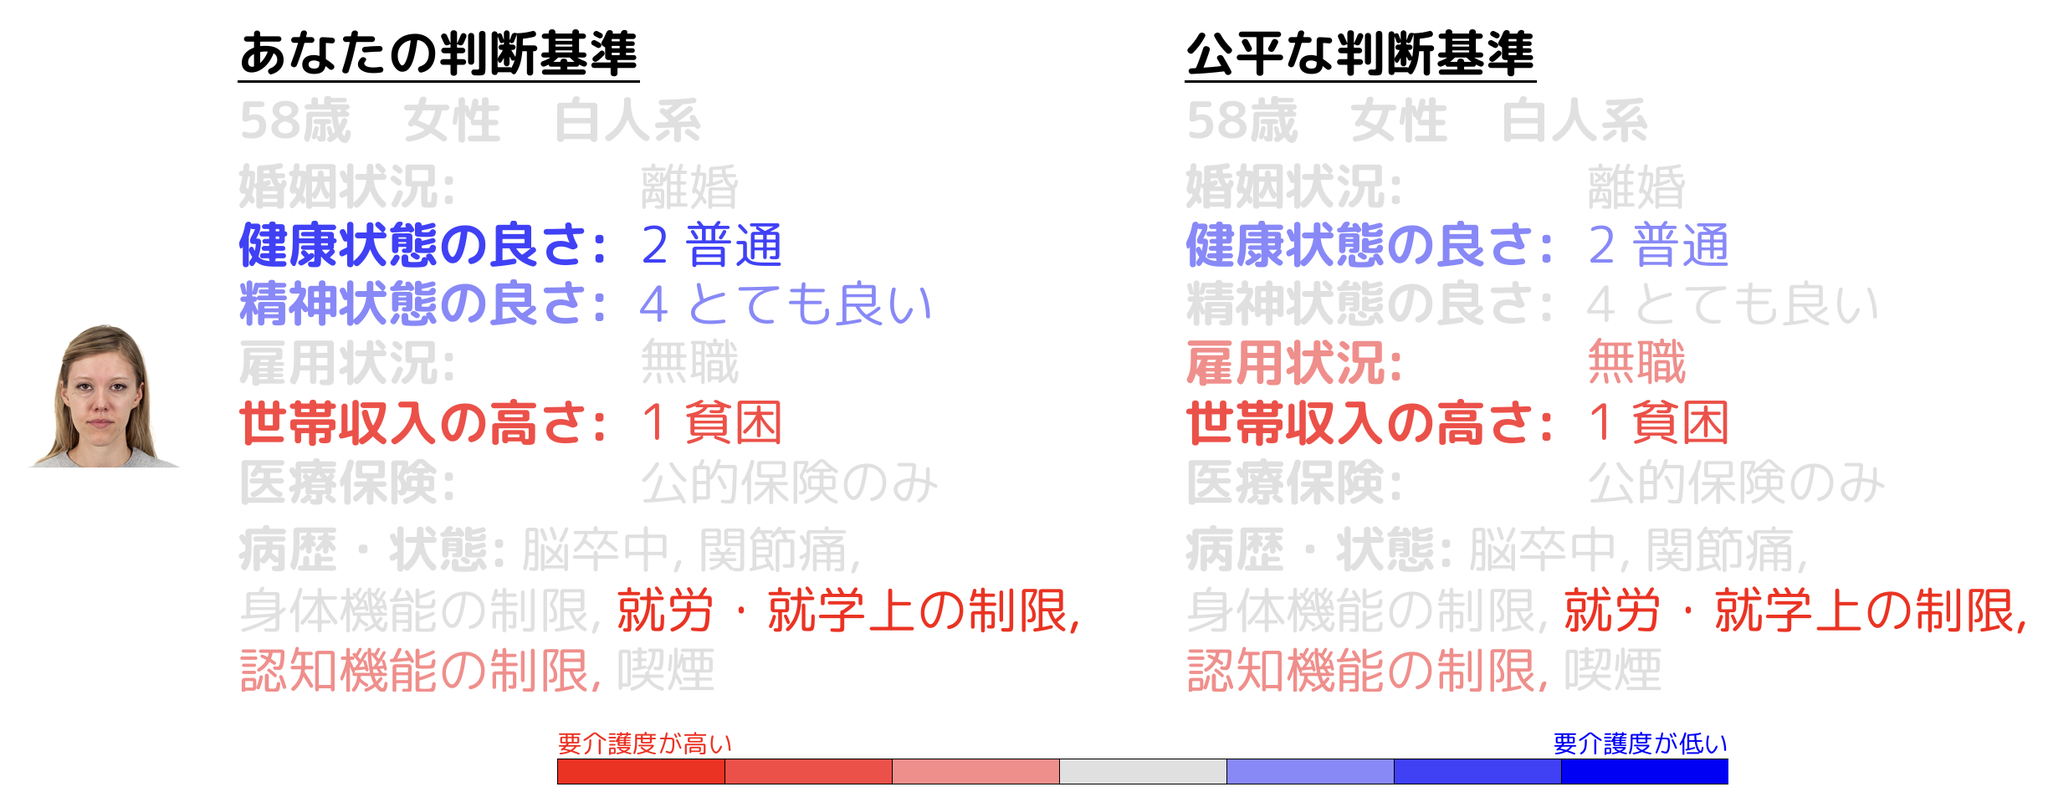 あなたの判断基準
58歳　女性　白人系
婚姻状況: 離婚
健康状態の良さ: 2 普通
精神状態の良さ: 4 とても良い
雇用状況: 無職
世帯収入の高さ: 1 貧困
医療保険: 公的保険のみ
病歴・状態: 脳卒中, 関節痛,
身体機能の制限, 就労・就学上の制限,
認知機能の制限, 喫煙
公平な判断基準
58歳　女性　白人系
婚姻状況: 離婚
健康状態の良さ: 2 普通
精神状態の良さ: 4 とても良い
雇用状況: 無職
世帯収入の高さ: 1 貧困
医療保険: 公的保険のみ
病歴・状態: 脳卒中, 関節痛,
身体機能の制限, 就労・就学上の制限,
認知機能の制限, 喫煙
要介護度が高い
要介護度が低い